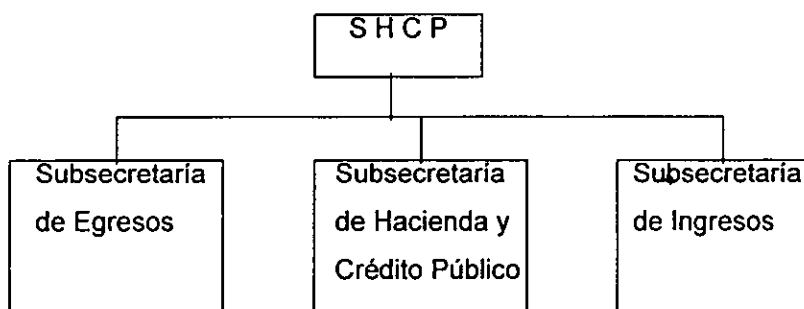 S H C P
Subsecretaría
de Egresos
Subsecretaría
de Hacienda y
Crédito Público
Subsecretaría
de Ingresos